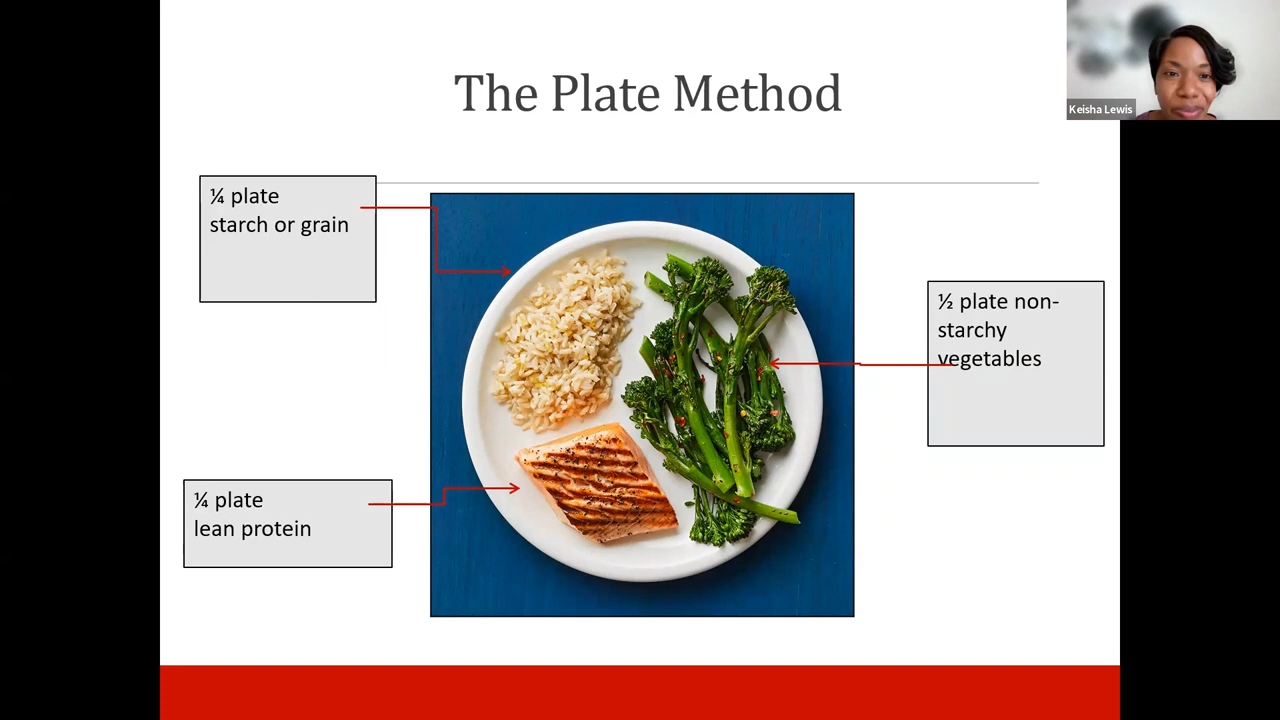 The Plate Method
Keisha Lewis
¼ plate
starch or grain
½ plate non-
starchy
vegetables
¼ plate
lean protein